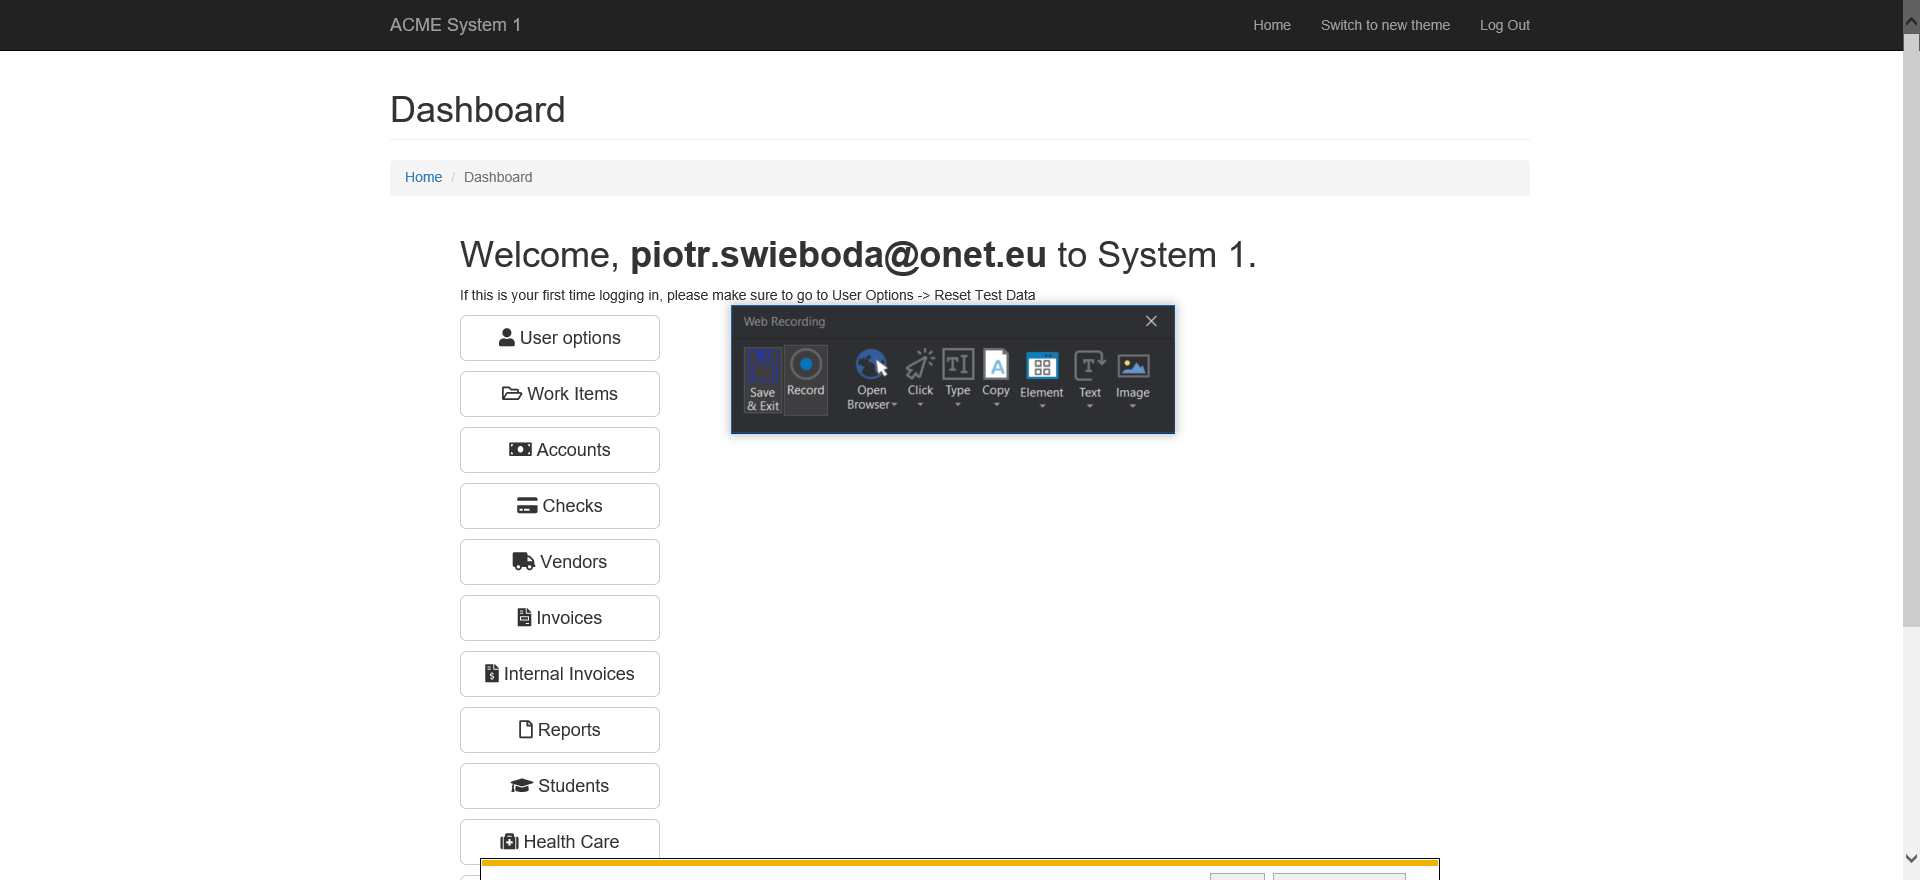 ACME System 1
Home
Switch to new theme
Log Out
Dashboard
Home / Dashboard
Welcome, piotr.swieboda@onet.eu to System 1.
If this is your first time logging in, please make sure to go to User Options -> Reset Test Data
Web Recording
Save & Exit
Record
Open Browser
Click
Type
Copy
Element
Text
Image
User options
Work Items
Accounts
Checks
Vendors
Invoices
Internal Invoices
Reports
Students
Health Care